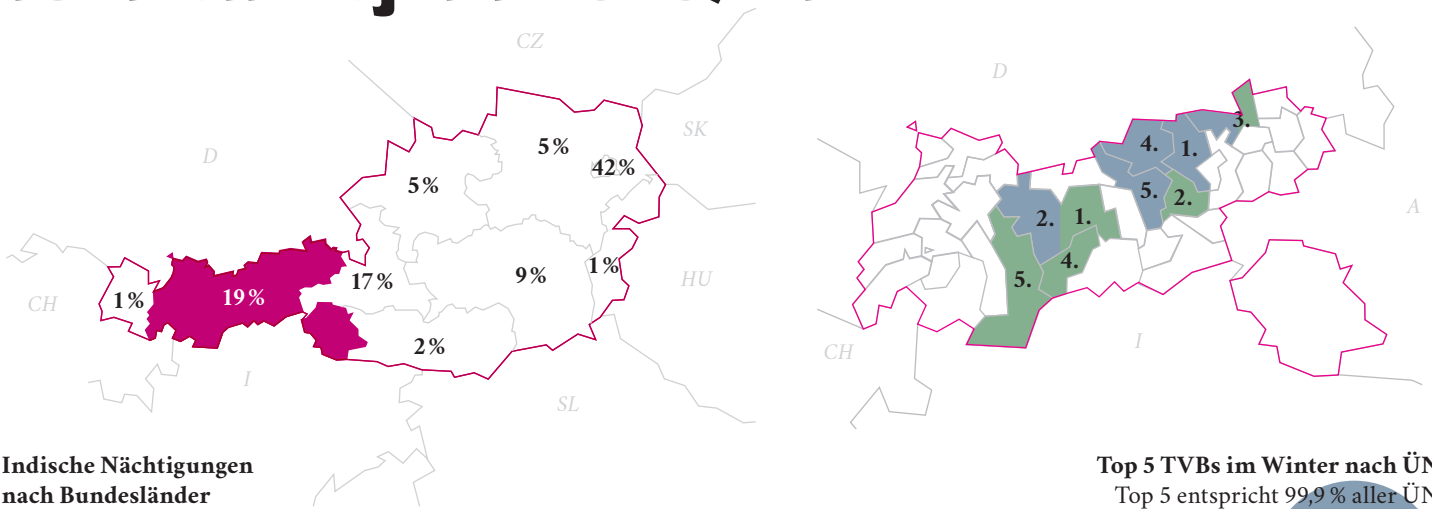 CZ
D
SK
5 %
42 %
5 %
HU
CH
1 %
19 %
17 %
9 %
1 %
2 %
I
SL
Indische Nächtigungen
nach Bundesländer
D
3.
4.
1.
5.
2.
A
2.
1.
4.
5.
CH
I
Top 5 TVBs im Winter nach ÜN
Top 5 entspricht 99,9 % aller ÜN